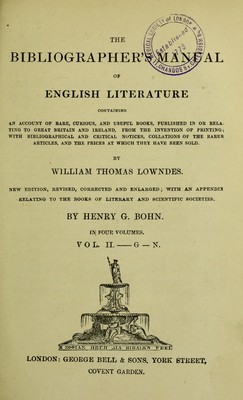 THE
BIBLIOGRAPHER'S MANUAL
OF
ENGLISH LITERATURE
CONTAINING
AN ACCOUNT OF RARE, CURIOUS, AND USEFUL BOOKS, PUBLISHED IN OR RELA-
TING TO GREAT BRITAIN AND IRELAND, FROM THE INVENTION OF PRINTING;
WITH BIBLIOGRAPHICAL AND CRITICAL NOTICES, COLLATIONS OF THE RARER
ARTICLES, AND THE PRICES AT WHICH THEY HAVE BEEN SOLD.
BY
WILLIAM THOMAS LOWNDES.
NEW EDITION, REVISED, CORRECTED AND ENLARGED; WITH AN APPENDIX
RELATING TO THE BOOKS OF LITERARY AND SCIENTIFIC SOCIETIES.
BY HENRY G. BOHN.
IN FOUR VOLUMES.
VOL. II.—G—N.
LONDON: GEORGE BELL & SONS, YORK STREET,
COVENT GARDEN.